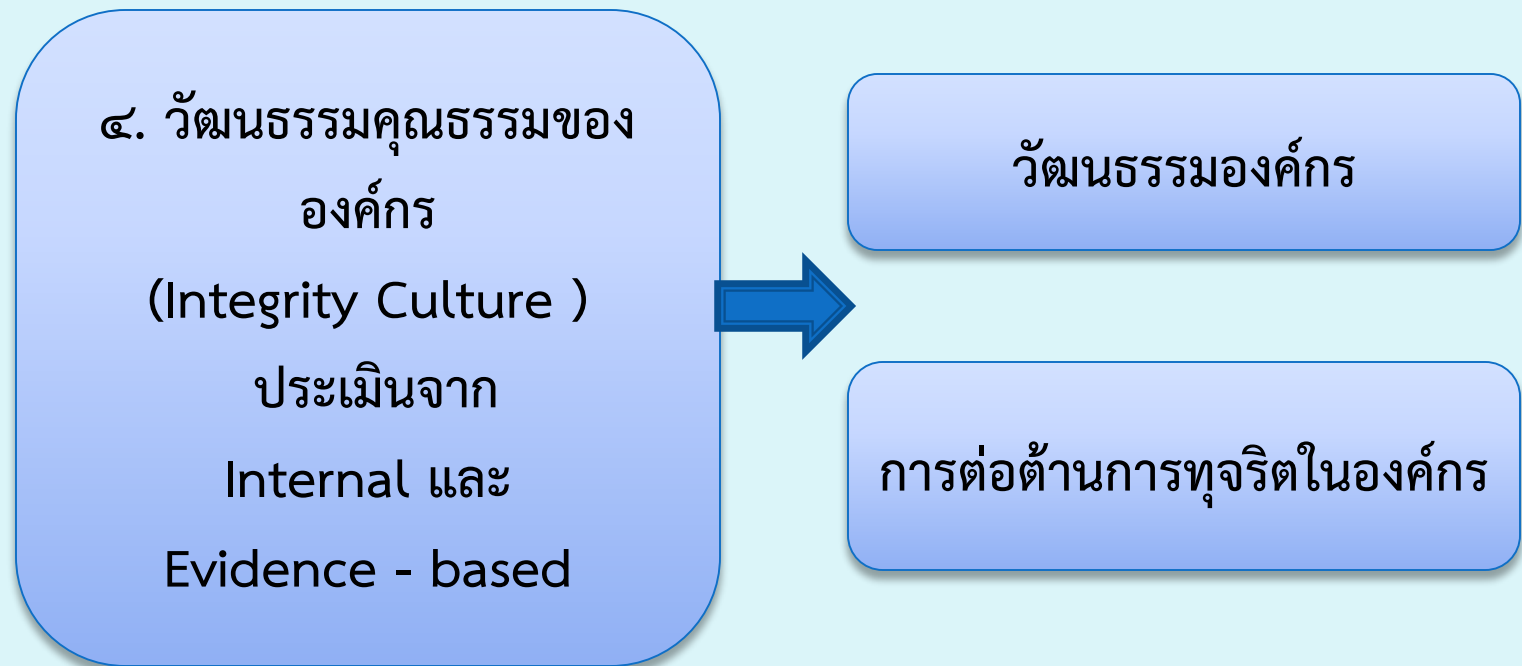 ๔. วัฒนธรรมคุณธรรมของ
องค์กร
(Integrity Culture )
ประเมินจาก
Internal และ
Evidence - based
วัฒนธรรมองค์กร
การต่อต้านการทุจริตในองค์กร